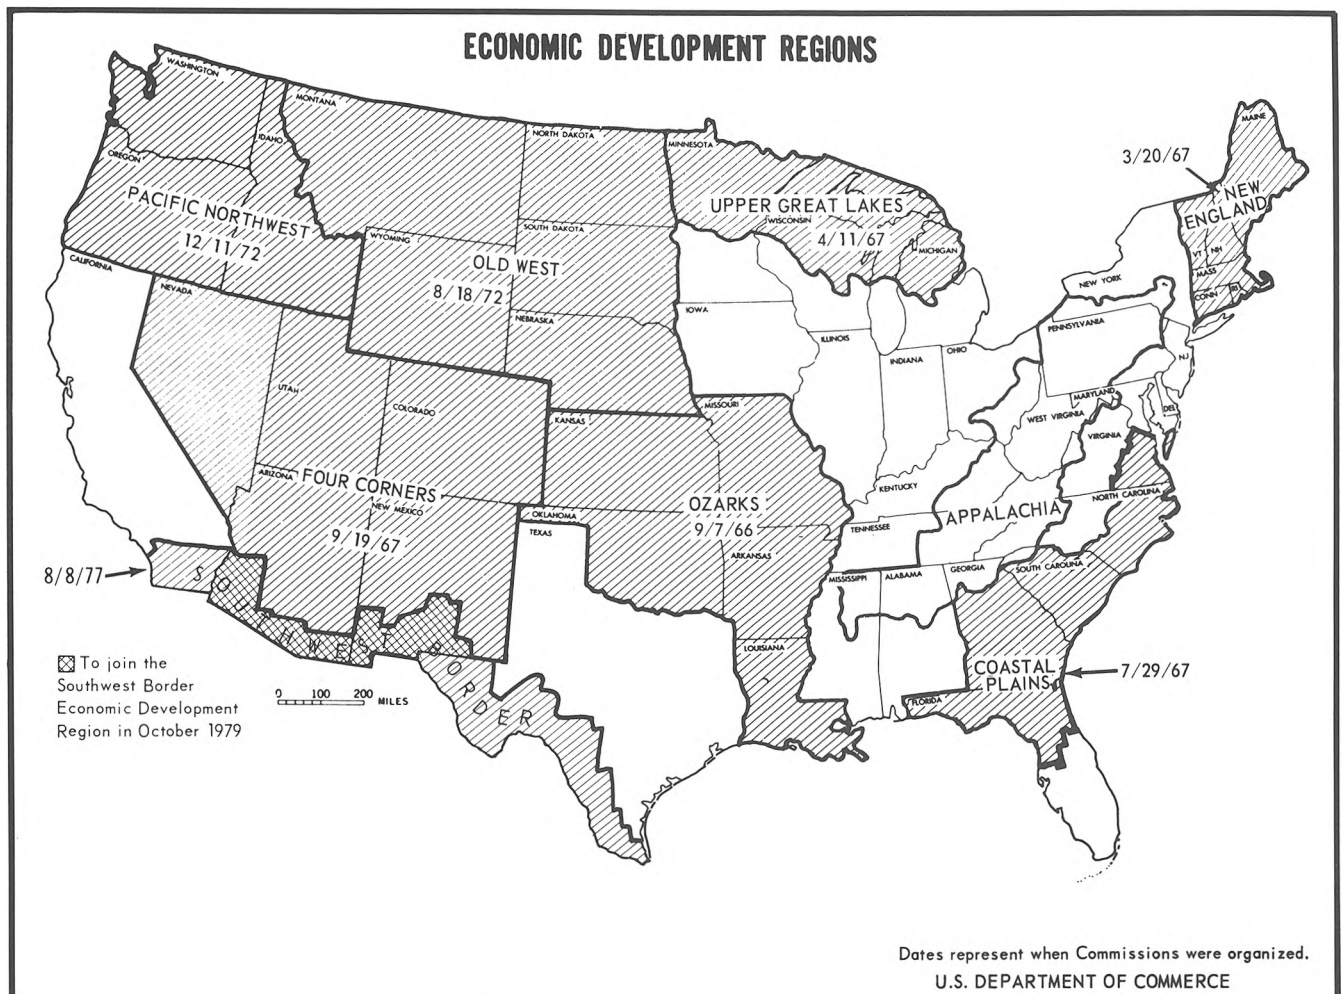 ECONOMIC DEVELOPMENT REGIONS
WASHINGTON
MONTANA
NORTH DAKOTA
MINNESOTA
MAINE
IDAHO
OREGON
3/20/67
PACIFIC NORTHWEST
12/11/72
UPPER GREAT LAKES
WISCONSIN
4/11/67
MICHIGAN
NEW
ENGLAND
VT
NH
MASS
CONN
RI
WYOMING
SOUTH DAKOTA
OLD WEST
8/18/72
CALIFORNIA
NEVADA
NEBRASKA
IOWA
NEW YORK
PENNSYLVANIA
ILLINOIS
INDIANA
OHIO
N.J
UTAH
COLORADO
KANSAS
MISSOURI
MARYLAND
DEL
WEST VIRGINIA
VIRGINIA
ARIZONA
FOUR CORNERS
NEW MEXICO
9/19/67
OKLAHOMA
TEXAS
OZARKS
9/7/66
ARKANSAS
KENTUCKY
TENNESSEE
APPALACHIA
NORTH CAROLINA
SOUTH CAROLINA
MISSISSIPPI
ALABAMA
GEORGIA
8/8/77
SOUTHWEST BORDER
LOUISIANA
COASTAL
PLAINS
7/29/67
FLORIDA
To join the
Southwest Border
Economic Development
Region in October 1979
0 100 200 MILES
Dates represent when Commissions were organized.
U.S. DEPARTMENT OF COMMERCE